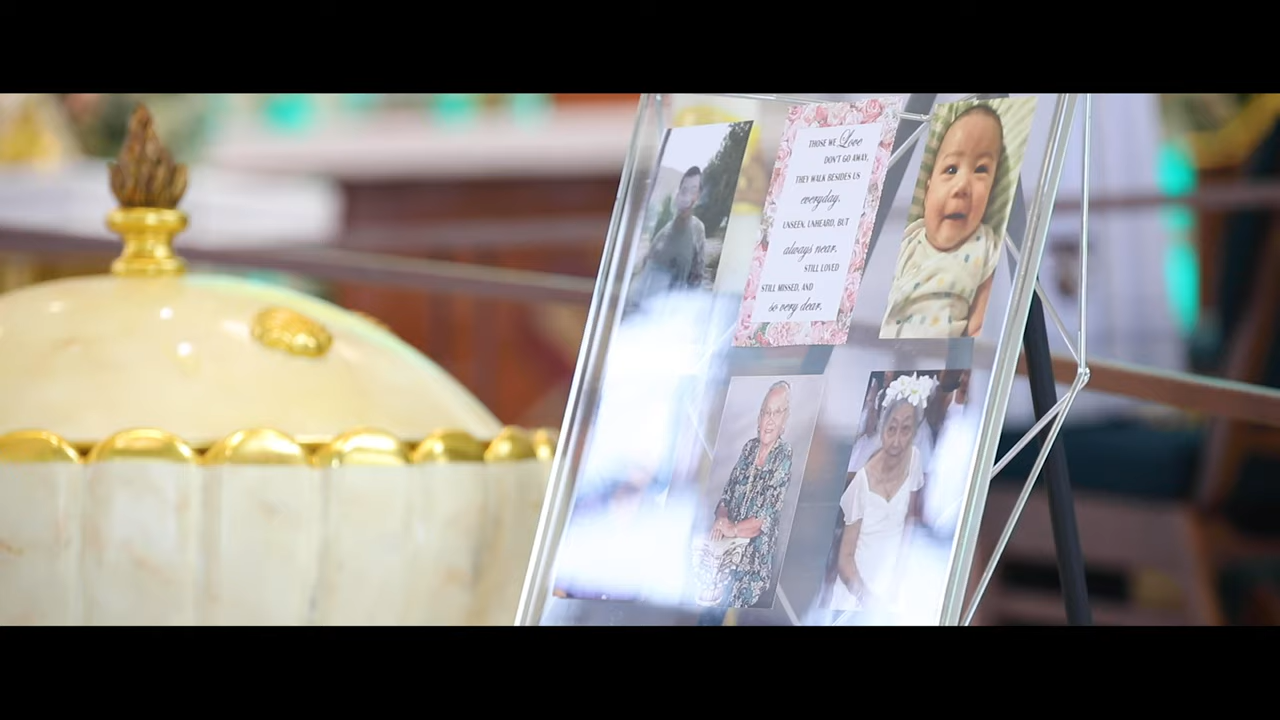 THOSE WE Love
DON'T GO AWAY,
THEY WALK BESIDES US
everyday.
UNSEEN, UNHEARD, BUT
always near.
STILL LOVED
STILL MISSED, AND
so very dear.